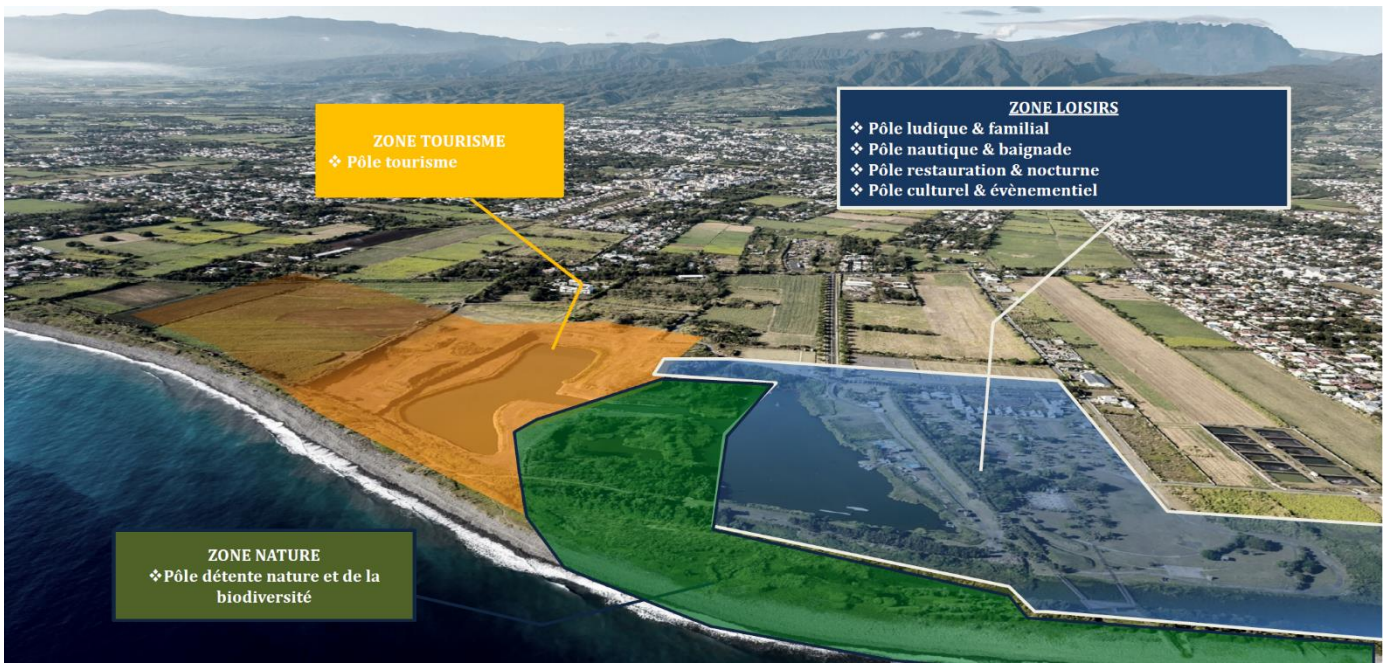 ZONE TOURISME
❖ Pôle tourisme
ZONE LOISIRS
❖ Pôle ludique & familial
❖ Pôle nautique & baignade
❖ Pôle restauration & nocturne
❖ Pôle culturel & évènementiel
ZONE NATURE
❖Pôle détente nature et de la
biodiversité